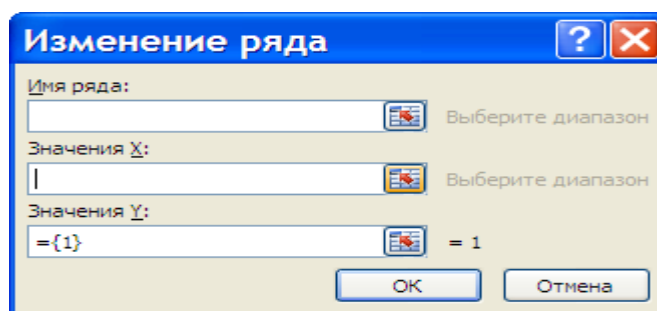 Изменение ряда
Имя ряда:
Выберите диапазон
Значения X:
Выберите диапазон
Значения Y:
={1} = 1
ОК Отмена